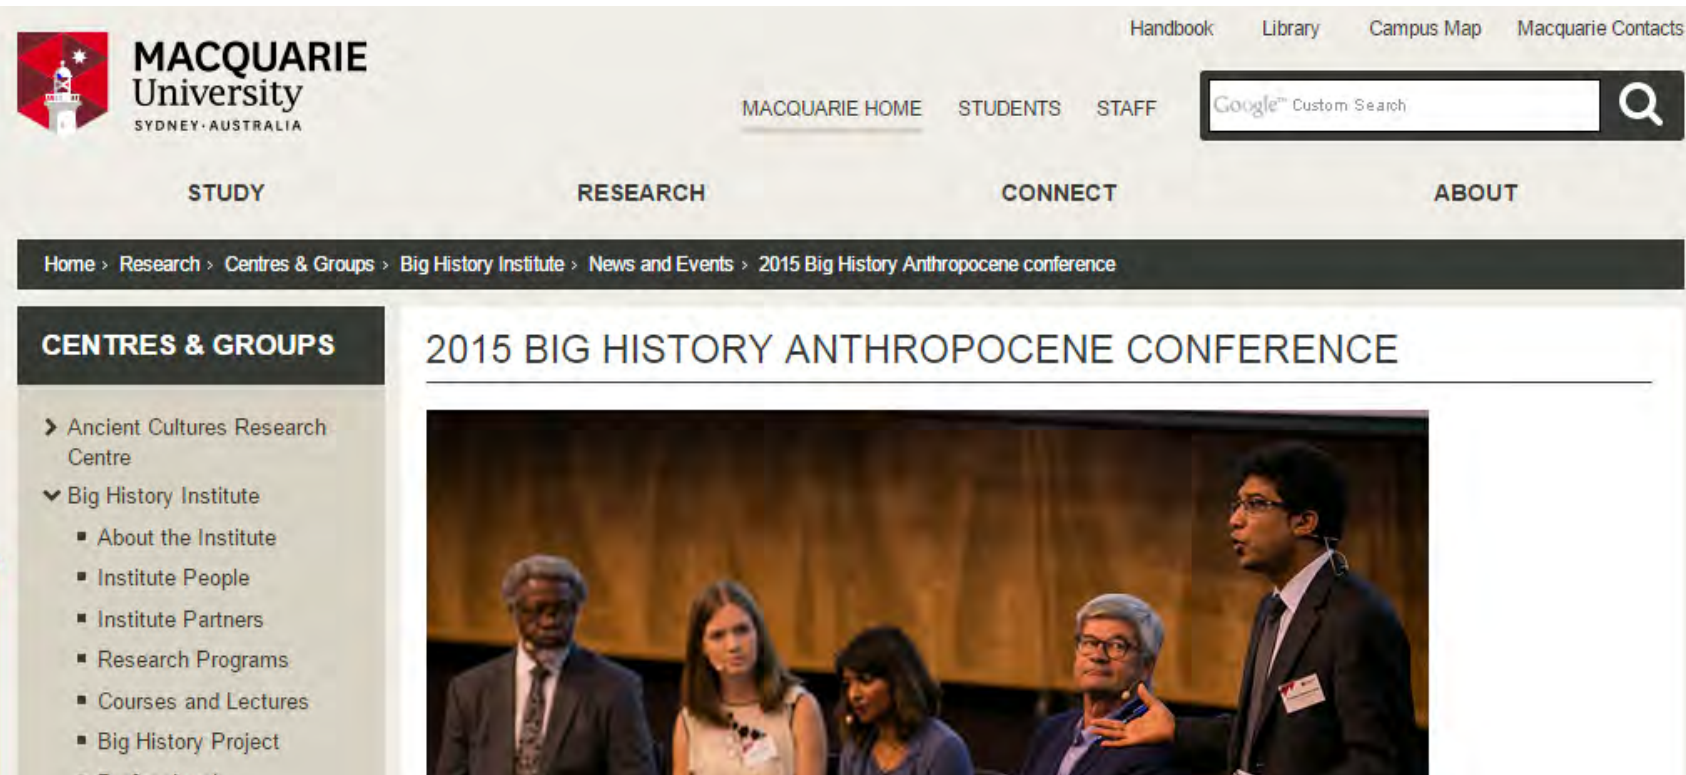 Handbook Library Campus Map Macquarie Contacts
MACQUARIE
University
SYDNEY·AUSTRALIA
MACQUARIE HOME STUDENTS STAFF
Google™ Custom Search
STUDY RESEARCH CONNECT ABOUT
Home › Research › Centres & Groups › Big History Institute › News and Events › 2015 Big History Anthropocene conference
CENTRES & GROUPS
Ancient Cultures Research
Centre
Big History Institute
About the Institute
Institute People
Institute Partners
Research Programs
Courses and Lectures
Big History Project
2015 BIG HISTORY ANTHROPOCENE CONFERENCE